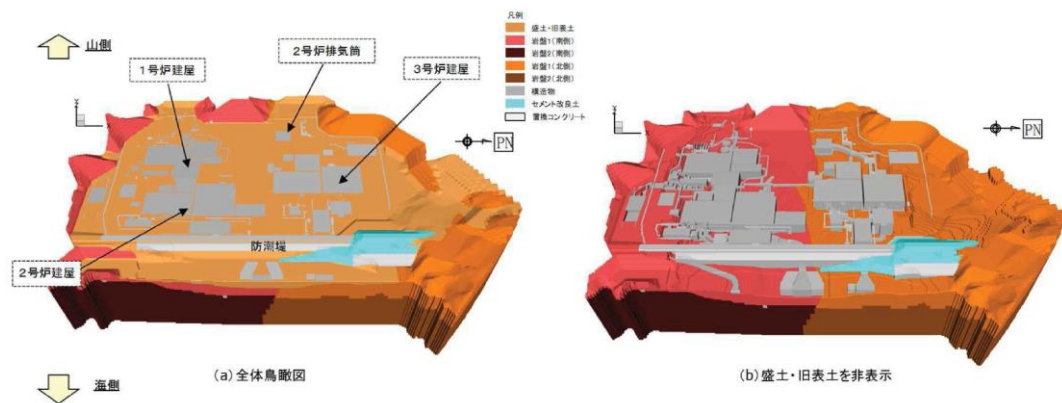 凡例
盛土・旧表土
岩盤1(南側)
岩盤2(南側)
岩盤1(北側)
岩盤2(北側)
構造物
セメント改良土
置換コンクリート
山側
1号炉建屋
2号炉排気筒
3号炉建屋
PN
防潮堤
2号炉建屋
(a)全体鳥瞰図
海側
PN
(b)盛土・旧表土を非表示